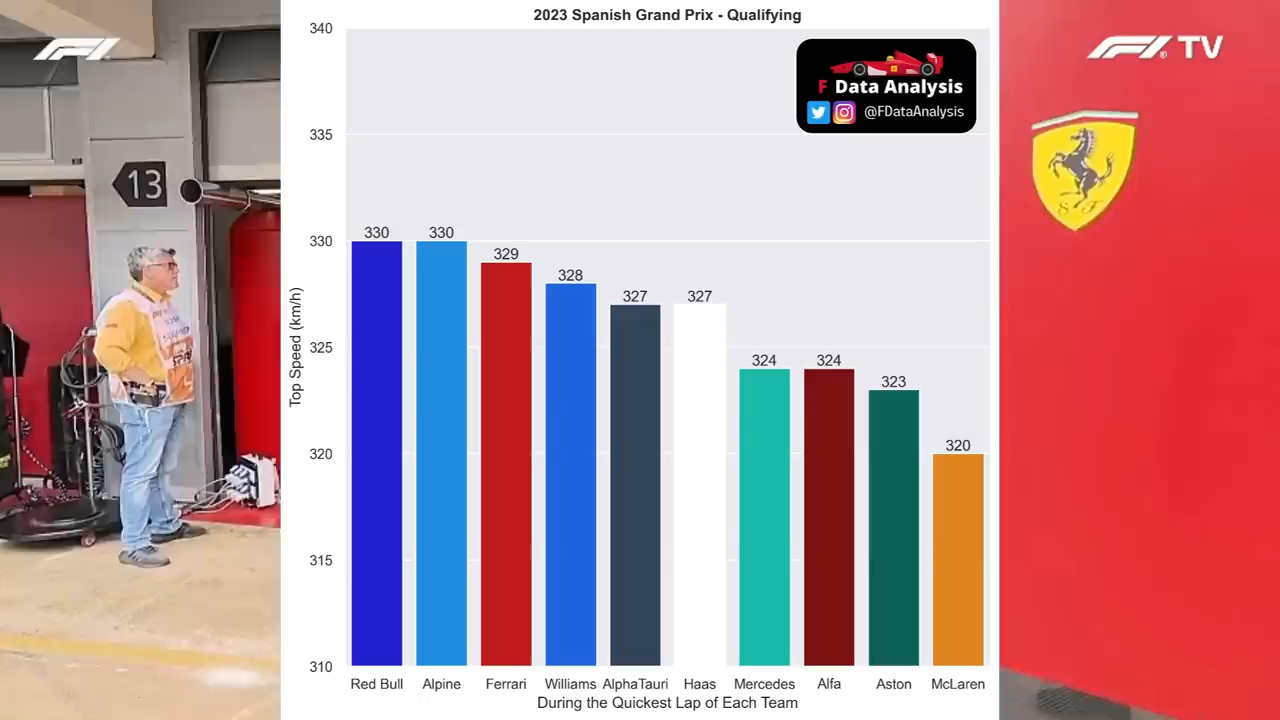 2023 Spanish Grand Prix - Qualifying
F1
F1 TV
F Data Analysis
@FDataAnalysis
13
S F
Top Speed (km/h)
340
335
330
325
320
315
310
330
330
329
328
327
327
324
324
323
320
Red Bull Alpine Ferrari Williams AlphaTauri Haas Mercedes Alfa Aston McLaren
During the Quickest Lap of Each Team